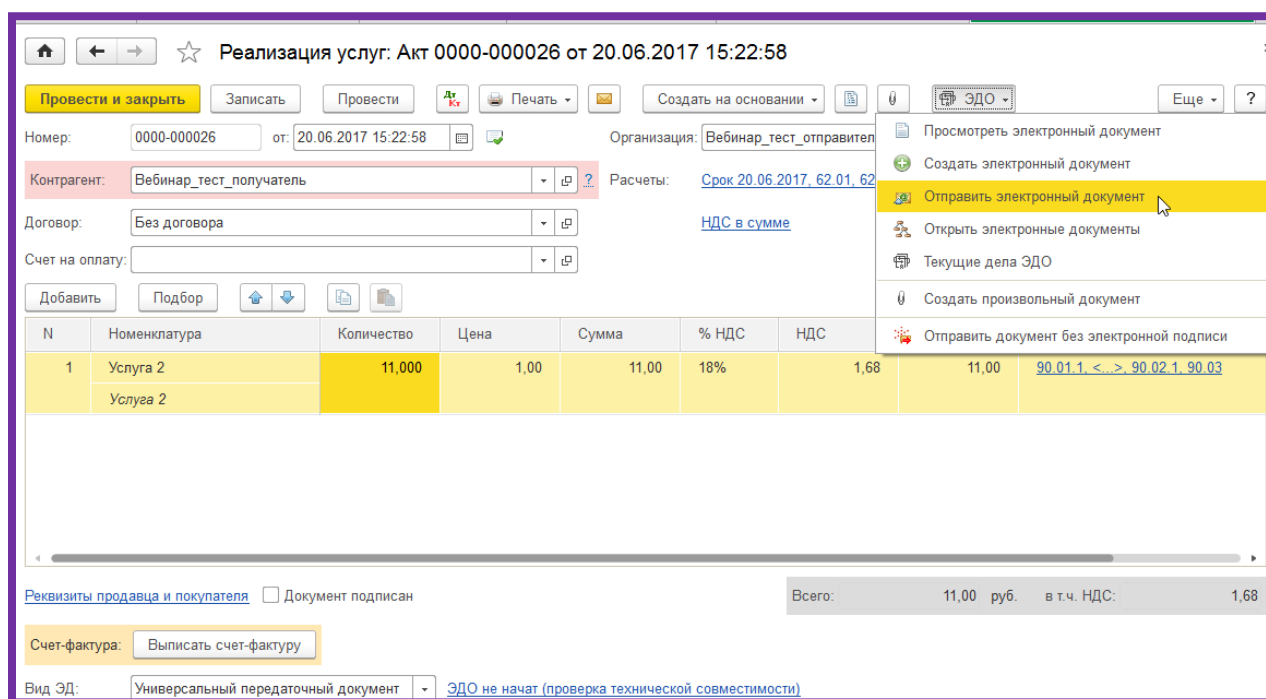 Реализация услуг: Акт 0000-000026 от 20.06.2017 15:22:58
Провести и закрыть Записать Провести Дт Кт Печать Создать на основании ЭДО Еще ?
Номер: 0000-000026 от: 20.06.2017 15:22:58 Организация: Вебинар_тест_отправител
Просмотреть электронный документ
Создать электронный документ
Контрагент: Вебинар_тест_получатель ? Расчеты: Срок 20.06.2017, 62.01, 62
Отправить электронный документ
Договор: Без договора НДС в сумме
Открыть электронные документы
Счет на оплату:
Текущие дела ЭДО
Добавить Подбор
Создать произвольный документ
N Номенклатура Количество Цена Сумма % НДС НДС
Отправить документ без электронной подписи
1 Услуга 2 11,000 1,00 11,00 18% 1,68 11,00 90.01.1, <...>, 90.02.1, 90.03
Услуга 2
Реквизиты продавца и покупателя Документ подписан Всего: 11,00 руб. в т.ч. НДС: 1,68
Счет-фактура: Выписать счет-фактуру
Вид ЭД: Универсальный передаточный документ ЭДО не начат (проверка технической совместимости)